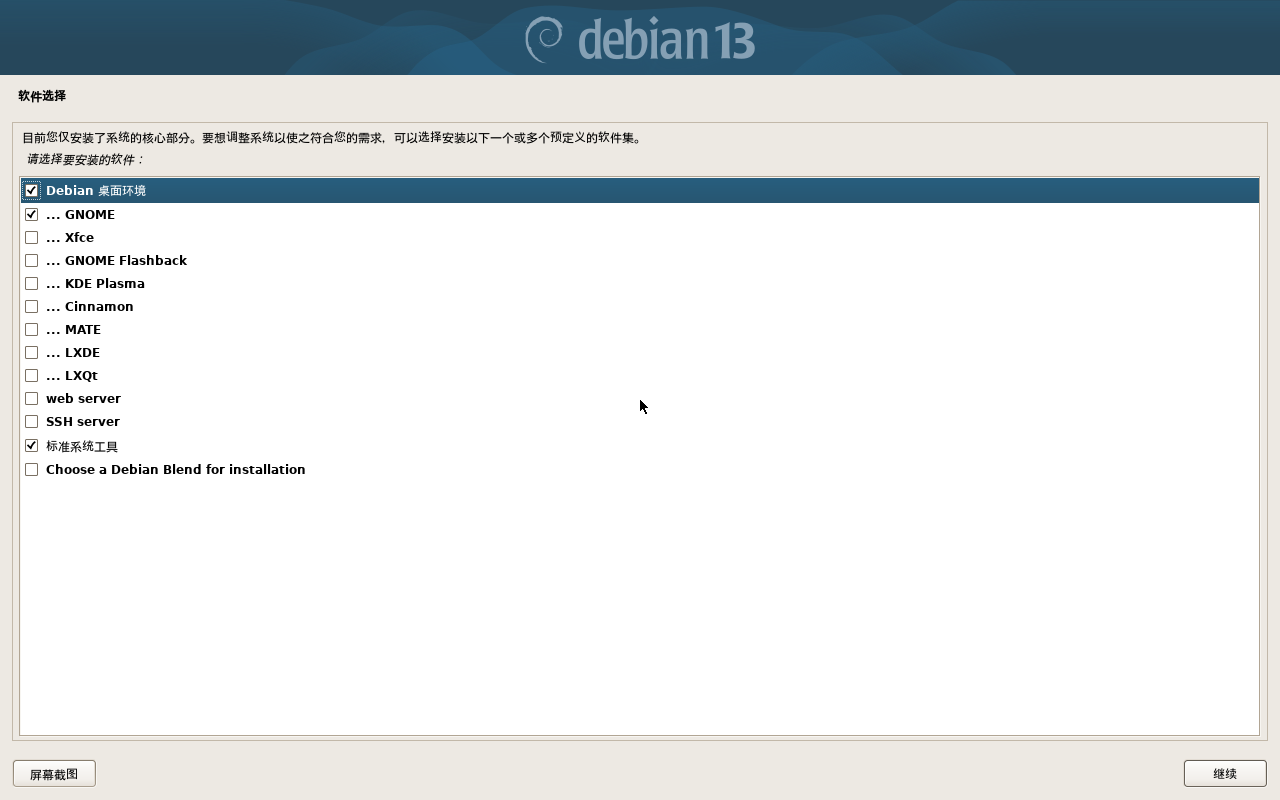 debian 13
软件选择
目前您仅安装了系统的核心部分。要想调整系统以使之符合您的需求，可以选择安装以下一个或多个预定义的软件集。
请选择要安装的软件：
Debian 桌面环境
... GNOME
... Xfce
... GNOME Flashback
... KDE Plasma
... Cinnamon
... MATE
... LXDE
... LXQt
web server
SSH server
标准系统工具
Choose a Debian Blend for installation
屏幕截图
继续